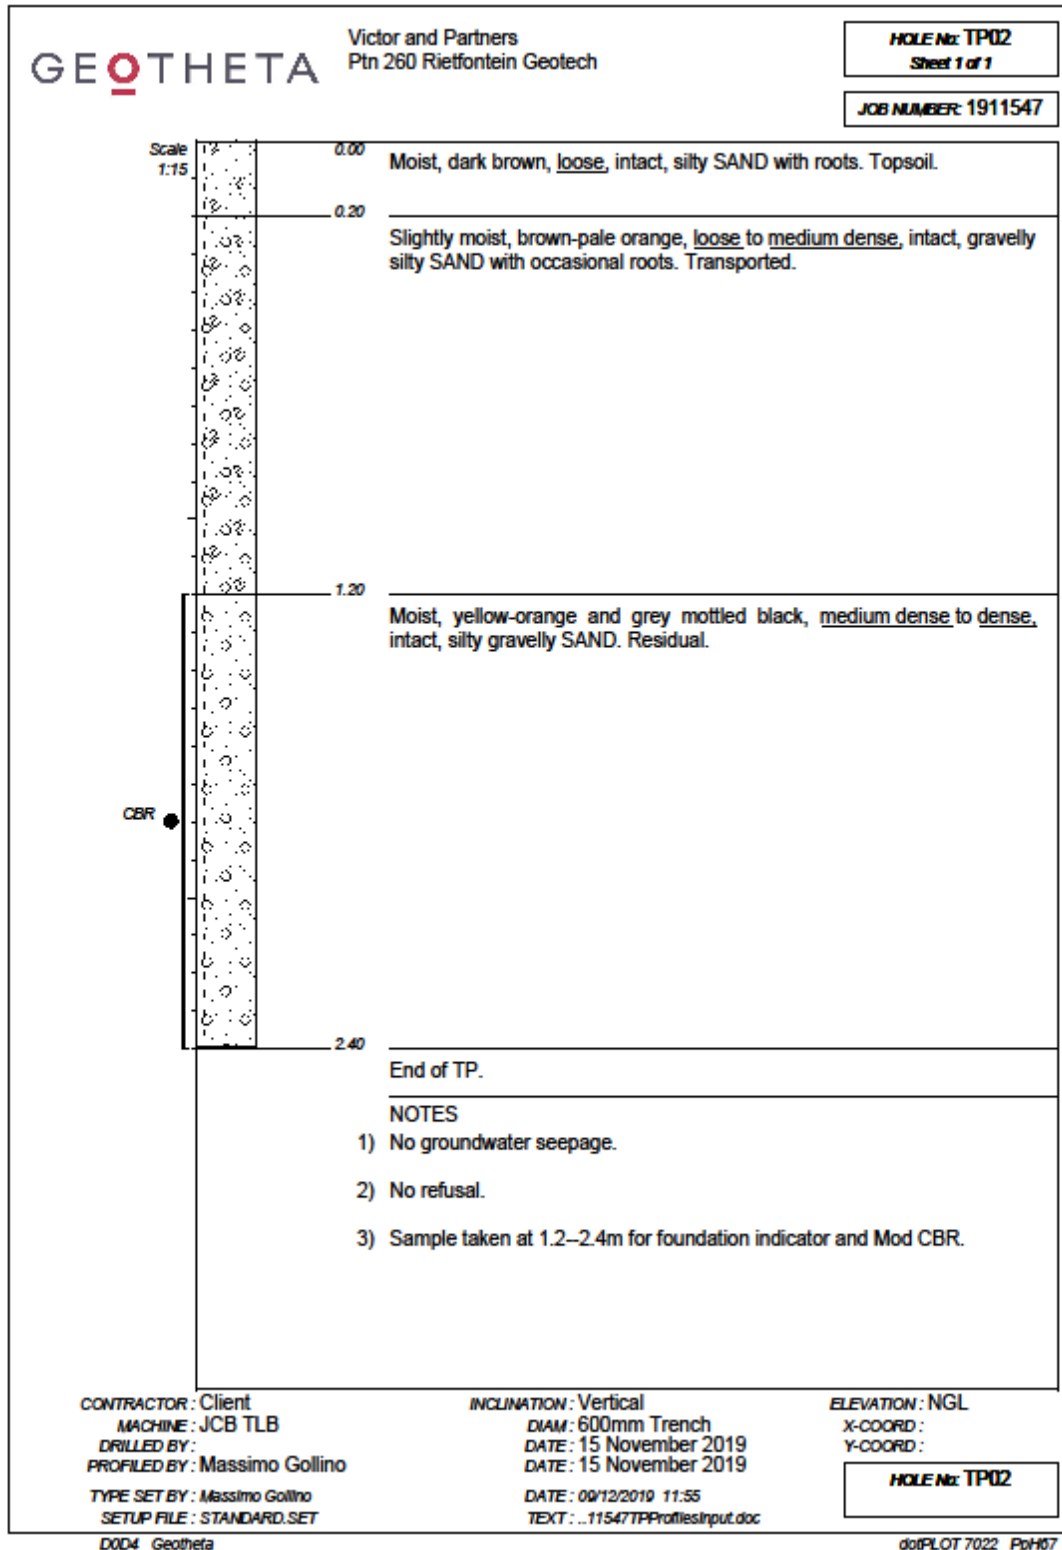 GEOTHETA
Victor and Partners
Ptn 260 Rietfontein Geotech
HOLE No: TP02
Sheet 1 of 1
JOB NUMBER: 1911547
Scale
1:15
0.00
Moist, dark brown, loose, intact, silty SAND with roots. Topsoil.
0.20
Slightly moist, brown-pale orange, loose to medium dense, intact, gravelly
silty SAND with occasional roots. Transported.
1.20
Moist, yellow-orange and grey mottled black, medium dense to dense,
intact, silty gravelly SAND. Residual.
CBR
2.40
End of TP.
NOTES
1) No groundwater seepage.
2) No refusal.
3) Sample taken at 1.2--2.4m for foundation indicator and Mod CBR.
CONTRACTOR : Client
MACHINE : JCB TLB
DRILLED BY :
PROFILED BY : Massimo Gollino
TYPE SET BY : Massimo Gollino
SETUP FILE : STANDARD.SET
INCLINATION : Vertical
DIAM : 600mm Trench
DATE : 15 November 2019
DATE : 15 November 2019
DATE : 09/12/2019 11:55
TEXT : ..11547TPProfilesInput.doc
ELEVATION : NGL
X-COORD :
Y-COORD :
HOLE No: TP02
D0D4 Geotheta
dotPLOT 7022 PpH67